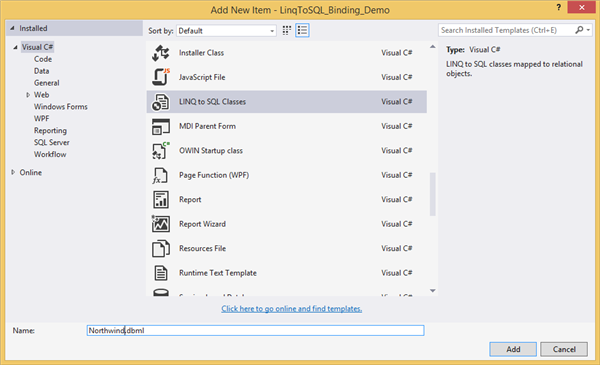 Add New Item - LinqToSQL_Binding_Demo
? ×
Installed
Sort by: Default
Search Installed Templates (Ctrl+E)
Visual C#
Code
Data
General
Web
Windows Forms
WPF
Reporting
SQL Server
Workflow
Online
Installer Class Visual C#
JavaScript File Visual C#
LINQ to SQL Classes Visual C#
MDI Parent Form Visual C#
OWIN Startup class Visual C#
Page Function (WPF) Visual C#
Report Visual C#
Report Wizard Visual C#
Resources File Visual C#
Runtime Text Template Visual C#
Type: Visual C#
LINQ to SQL classes mapped to relational
objects.
Click here to go online and find templates.
Name: Northwind.dbml
Add Cancel